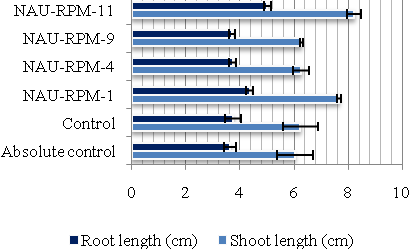 NAU-RPM-11
NAU-RPM-9
NAU-RPM-4
NAU-RPM-1
Control
Absolute control
0 2 4 6 8 10
Root length (cm) Shoot length (cm)